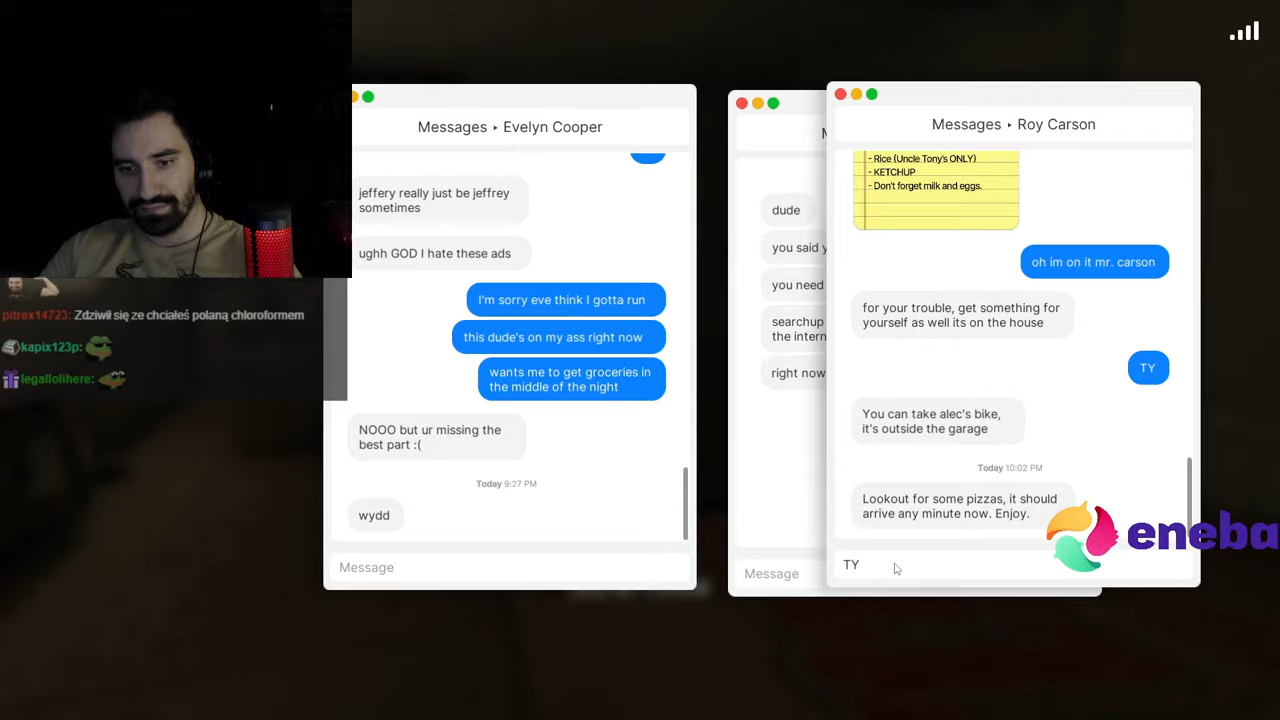 pitrex14723: Zdziwił się ze chciałeś polaną chloroformem
kapix123p:
legallolihere:
Messages ▸ Evelyn Cooper
jeffery really just be jeffrey
sometimes
ughh GOD I hate these ads
I'm sorry eve think I gotta run
this dude's on my ass right now
wants me to get groceries in
the middle of the night
NOOO but ur missing the
best part :(
Today 9:27 PM
wydd
Message
dude
you said y
you need
searchup
the intern
right now
Message
Messages ▸ Roy Carson
- Rice (Uncle Tony's ONLY)
- KETCHUP
- Don't forget milk and eggs.
oh im on it mr. carson
for your trouble, get something for
yourself as well its on the house
TY
You can take alec's bike,
it's outside the garage
Today 10:02 PM
Lookout for some pizzas, it should
arrive any minute now. Enjoy.
TY
eneba